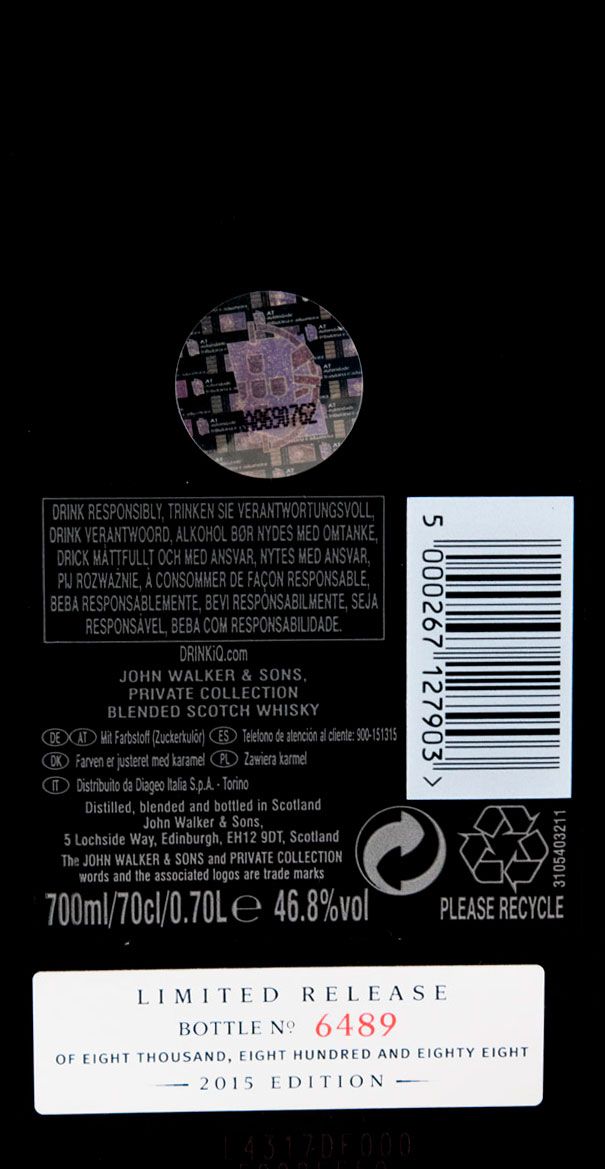 AB690762
DRINK RESPONSIBLY, TRINKEN SIE VERANTWORTUNGSVOLL,
DRINK VERANTWOORD, ALKOHOL BØR NYDES MED OMTANKE,
DRICK MÅTTFULLT OCH MED ANSVAR, NYTES MED ANSVAR,
PIJ ROZWAŻNIE, À CONSOMMER DE FAÇON RESPONSABLE,
BEBA RESPONSABLEMENTE, BEVI RESPONSABILMENTE, SEJA
RESPONSÁVEL, BEBA COM RESPONSABILIDADE.
DRINKiQ.com
JOHN WALKER & SONS,
PRIVATE COLLECTION
BLENDED SCOTCH WHISKY
DE AT Mit Farbstoff (Zuckerkulör) ES Telefono de atención al cliente: 900-151315
DK Farven er justeret med karamel PL Zawiera karmel
IT Distribuito da Diageo Italia S.p.A. - Torino
Distilled, blended and bottled in Scotland
John Walker & Sons,
5 Lochside Way, Edinburgh, EH12 9DT, Scotland
The JOHN WALKER & SONS and PRIVATE COLLECTION
words and the associated logos are trade marks
700ml/70cl/0.70L e 46.8%vol
5 000267 127903 >
3105403211
PLEASE RECYCLE
LIMITED RELEASE
BOTTLE Nº 6489
OF EIGHT THOUSAND, EIGHT HUNDRED AND EIGHTY EIGHT
— 2015 EDITION —
L4317DF000